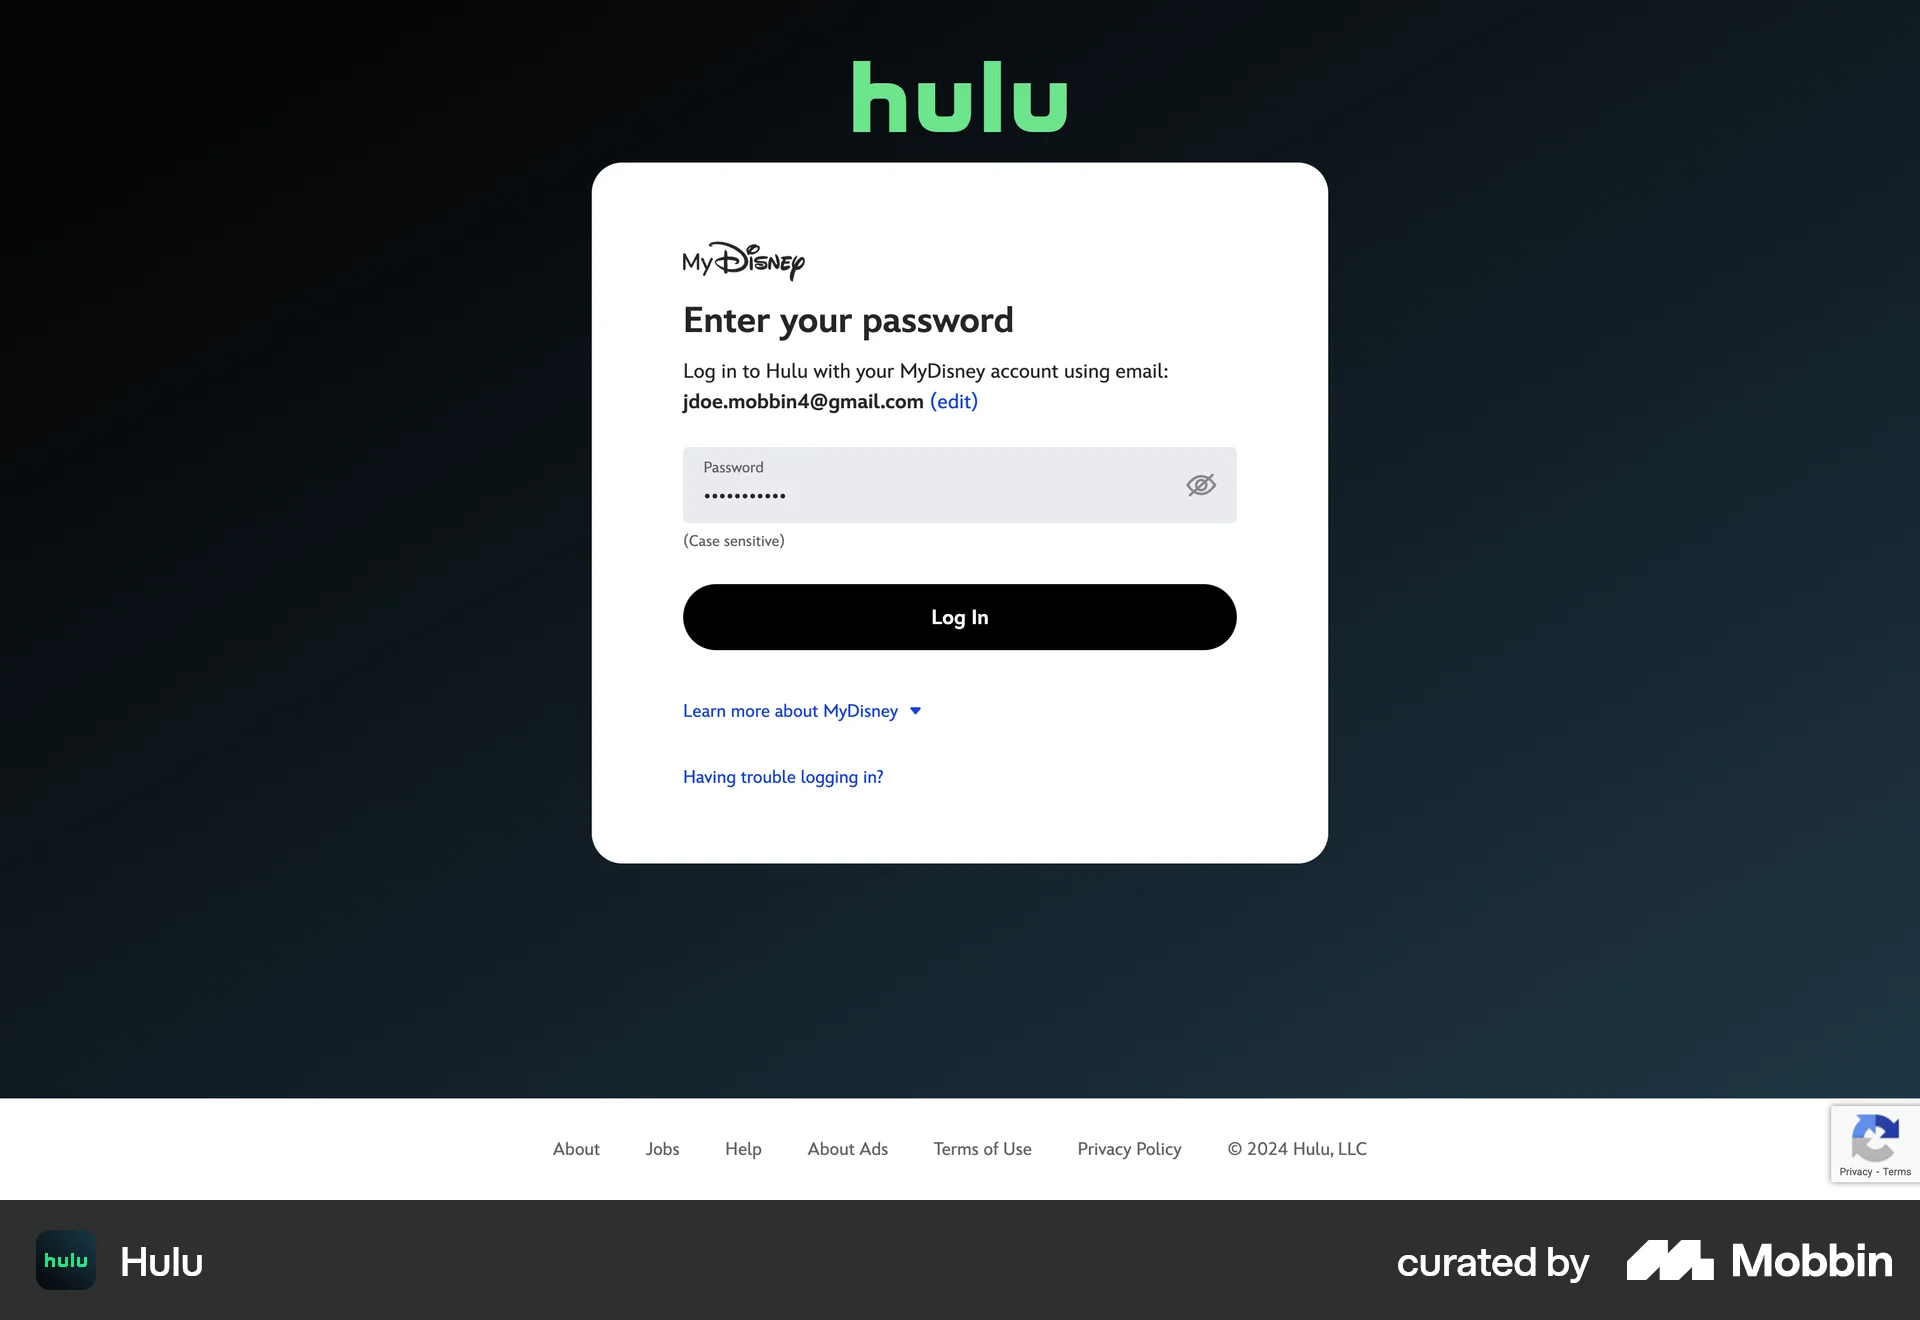 hulu
MyDisney
Enter your password
Log in to Hulu with your MyDisney account using email:
jdoe.mobbin4@gmail.com (edit)
Password
•••••••••••
(Case sensitive)
Log In
Learn more about MyDisney
Having trouble logging in?
About Jobs Help About Ads Terms of Use Privacy Policy © 2024 Hulu, LLC
Privacy - Terms
hulu Hulu curated by Mobbin